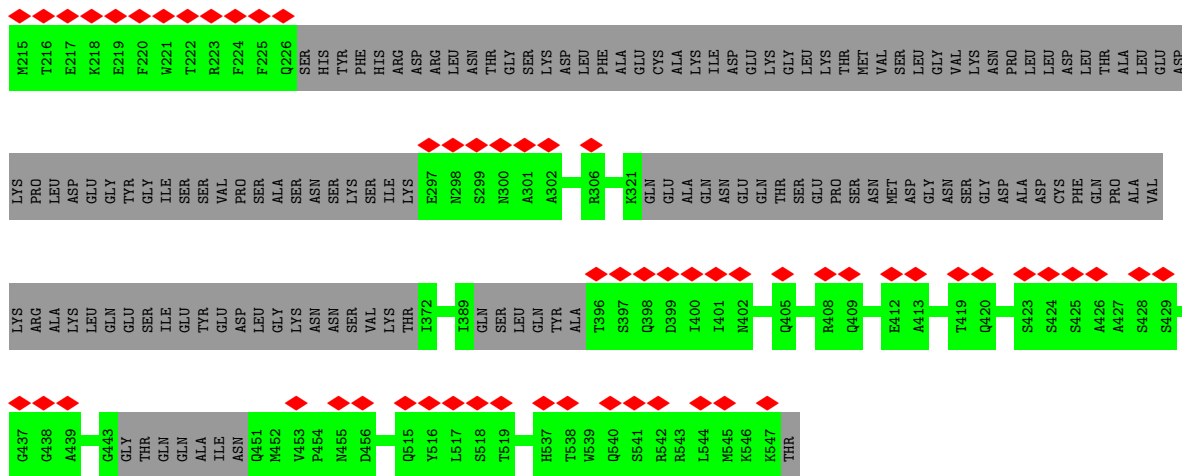 M215 T216 E217 K218 E219 F220 W221 T222 R223 F224 F225 Q226 SER HIS TYR PHE HIS ARG ASP ARG LEU ASN THR GLY SER LYS ASP LEU PHE ALA GLU CYS ALA LYS ILE ASP GLU LYS GLY LEU LYS THR MET VAL SER LEU GLY VAL LYS ASN PRO LEU LEU ASP LEU THR ALA LEU GLU ASP
LYS PRO LEU ASP GLU GLY TYR GLY ILE SER SER VAL PRO SER ALA SER ASN SER LYS SER ILE LYS E297 N298 S299 N300 A301 A302 R306 K321 GLN GLU ALA GLN ASN GLU GLN THR SER GLU PRO SER ASN MET ASP GLY ASN SER GLY ASP ALA ASP CYS PHE GLN PRO ALA VAL
LYS ARG ALA LYS LEU GLN GLU SER ILE GLU TYR GLU ASP LEU GLY LYS ASN ASN SER VAL LYS THR I372 I389 GLN SER LEU GLN TYR ALA T396 S397 Q398 D399 I400 I401 N402 Q405 R408 Q409 E412 A413 T419 Q420 S423 S424 S425 A426 A427 S428 S429
G437 G438 A439 G443 GLY THR GLN GLN ALA ILE ASN Q451 M452 V453 P454 N455 D456 Q515 Y516 L517 S518 T519 H537 T538 W539 Q540 S541 R542 R543 L544 M545 K546 K547 THR